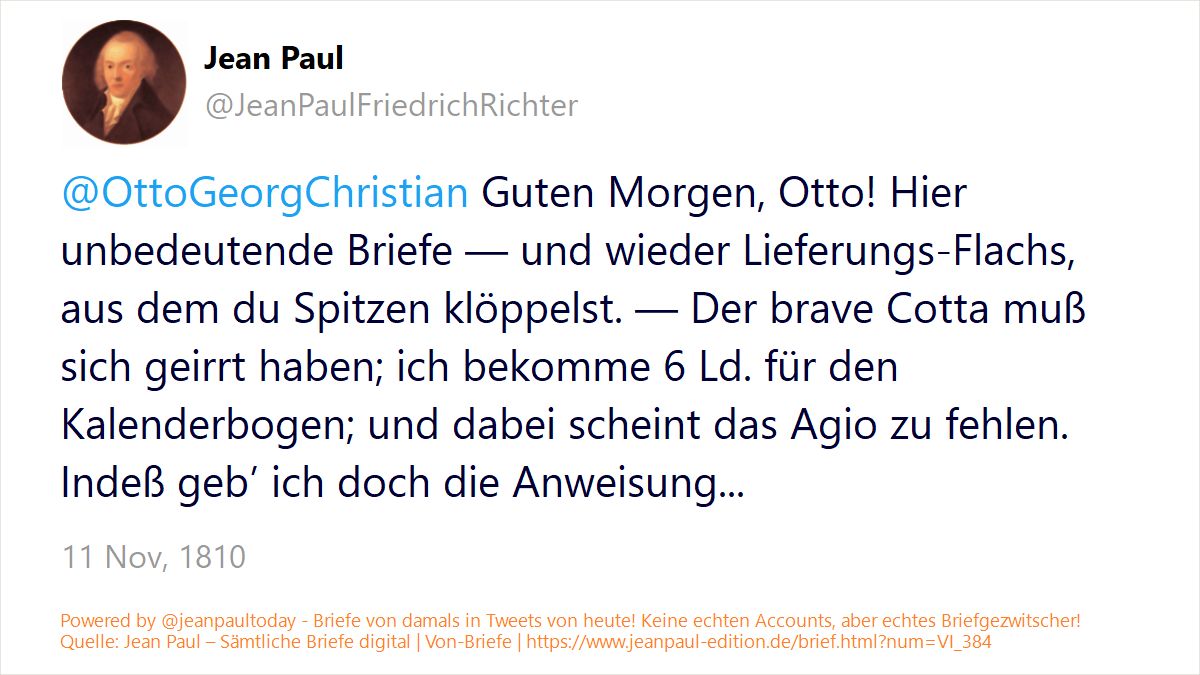 Jean Paul
@JeanPaulFriedrichRichter
@OttoGeorgChristian Guten Morgen, Otto! Hier
unbedeutende Briefe — und wieder Lieferungs-Flachs,
aus dem du Spitzen klöppelst. — Der brave Cotta muß
sich geirrt haben; ich bekomme 6 Ld. für den
Kalenderbogen; und dabei scheint das Agio zu fehlen.
Indeß geb’ ich doch die Anweisung...
11 Nov, 1810
Powered by @jeanpaultoday - Briefe von damals in Tweets von heute! Keine echten Accounts, aber echtes Briefgezwitscher!
Quelle: Jean Paul – Sämtliche Briefe digital | Von-Briefe | https://www.jeanpaul-edition.de/brief.html?num=VI_384